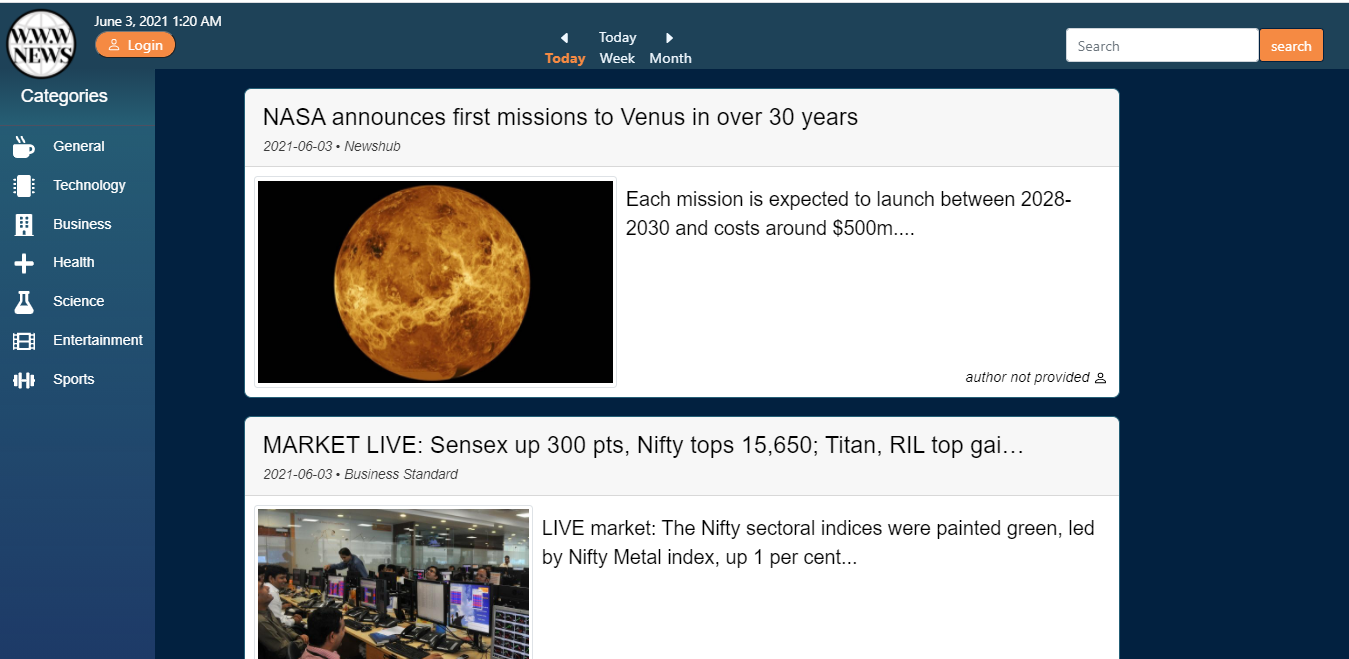 W.W.W
NEWS
June 3, 2021 1:20 AM
Login
Today
Today Week Month
Search
search
Categories
General
Technology
Business
Health
Science
Entertainment
Sports
NASA announces first missions to Venus in over 30 years
2021-06-03 • Newshub
Each mission is expected to launch between 2028-
2030 and costs around $500m....
author not provided
MARKET LIVE: Sensex up 300 pts, Nifty tops 15,650; Titan, RIL top gai…
2021-06-03 • Business Standard
LIVE market: The Nifty sectoral indices were painted green, led
by Nifty Metal index, up 1 per cent...